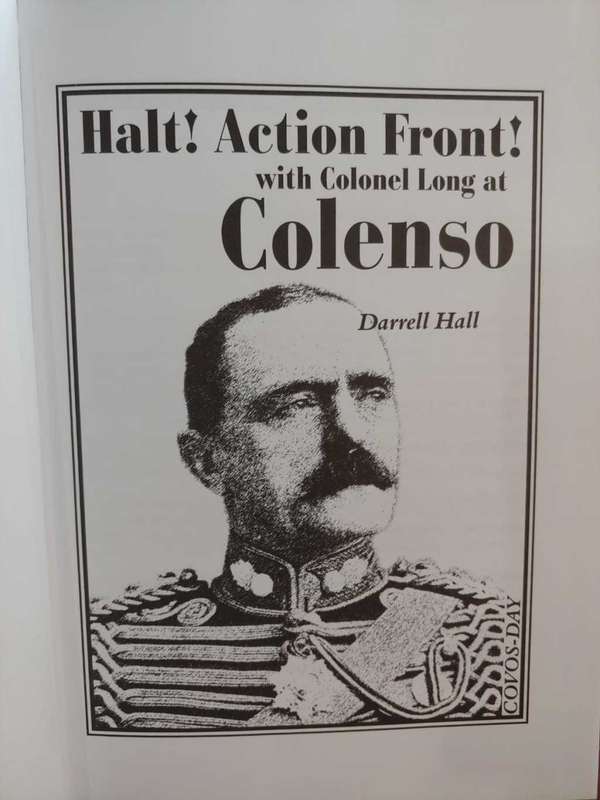 Halt! Action Front!
with Colonel Long at
Colenso
Darrell Hall
COVOS-DAY